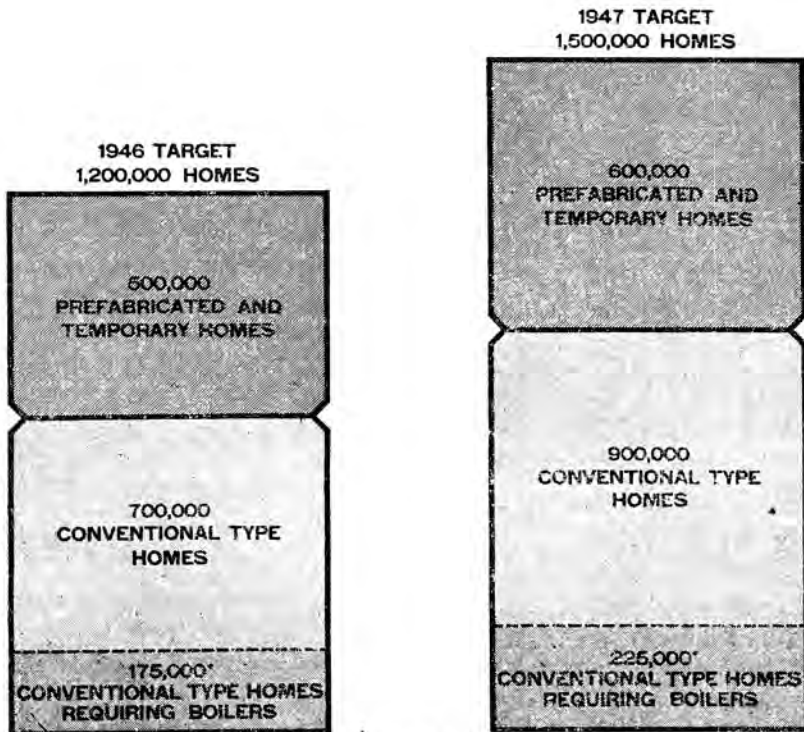 1946 TARGET
1,200,000 HOMES
500,000
PREFABRICATED AND
TEMPORARY HOMES
700,000
CONVENTIONAL TYPE
HOMES
175,000*
CONVENTIONAL TYPE HOMES
REQUIRING BOILERS
1947 TARGET
1,500,000 HOMES
600,000
PREFABRICATED AND
TEMPORARY HOMES
900,000
CONVENTIONAL TYPE
HOMES
225,000*
CONVENTIONAL TYPE HOMES
REQUIRING BOILERS